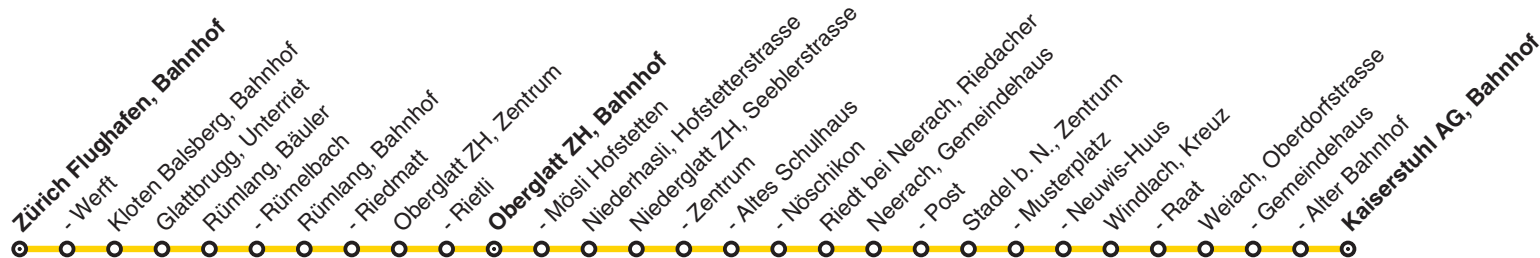 Zürich Flughafen, Bahnhof
- Werft
Kloten Balsberg, Bahnhof
Glattbrugg, Unterriet
Rümlang, Bäuler
- Rümelbach
Rümlang, Bahnhof
- Riedmatt
Oberglatt ZH, Zentrum
- Rietli
Oberglatt ZH, Bahnhof
- Mösli Hofstetten
Niederhasli, Hofstetterstrasse
Niederglatt ZH, Seeblerstrasse
- Zentrum
- Altes Schulhaus
- Nöschikon
Riedt bei Neerach, Riedacher
Neerach, Gemeindehaus
- Post
Stadel b. N., Zentrum
- Musterplatz
- Neuwis-Huus
Windlach, Kreuz
- Raat
Weiach, Oberdorfstrasse
- Gemeindehaus
- Alter Bahnhof
Kaiserstuhl AG, Bahnhof